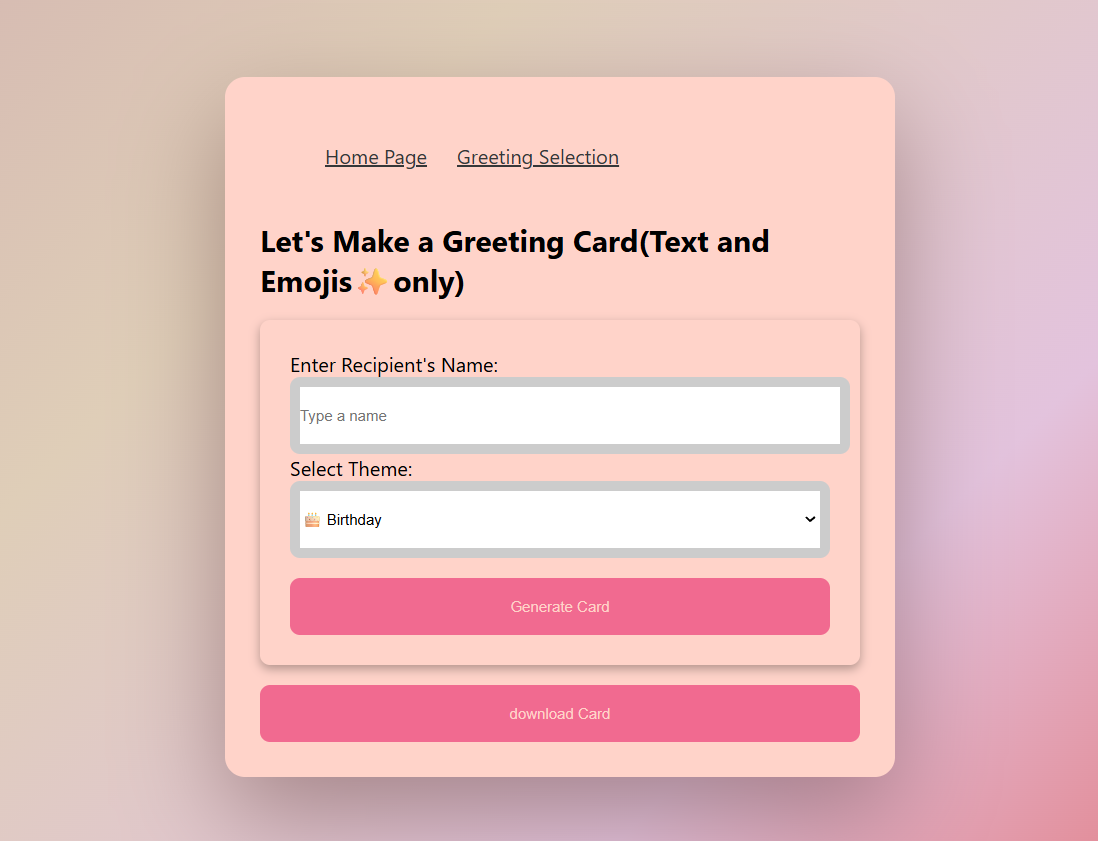 Home Page Greeting Selection
Let's Make a Greeting Card(Text and
Emojis✨only)
Enter Recipient's Name:
Type a name
Select Theme:
🎂 Birthday
Generate Card
download Card